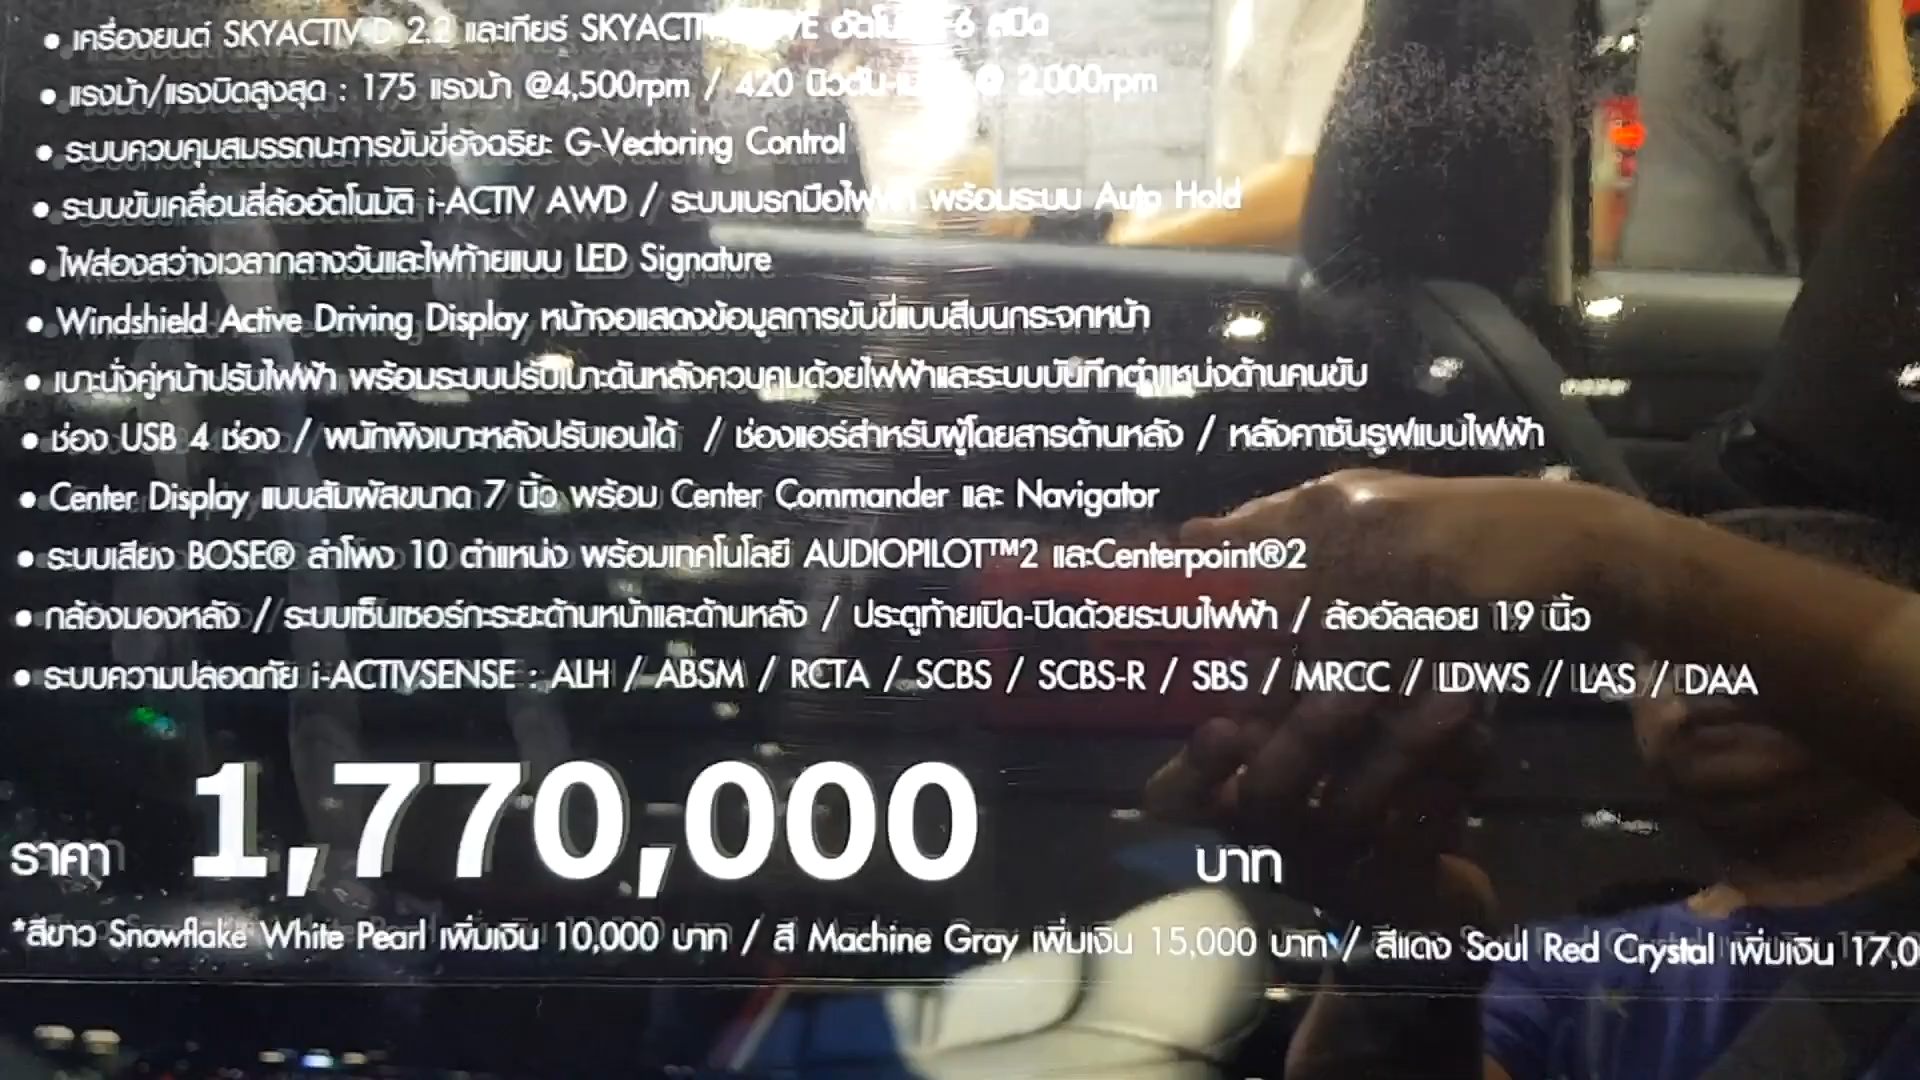 • เครื่องยนต์ SKYACTIV-D 2.2 และเกียร์ SKYACTIV-DRIVE อัตโนมัติ 6 สปีด
• แรงม้า/แรงบิดสูงสุด : 175 แรงม้า @4,500rpm / 420 นิวตัน-เมตร @ 2,000rpm
• ระบบควบคุมสมรรถนะการขับขี่อัจฉริยะ G-Vectoring Control
• ระบบขับเคลื่อนสี่ล้ออัตโนมัติ i-ACTIV AWD / ระบบเบรกมือไฟฟ้า พร้อมระบบ Auto Hold
• ไฟส่องสว่างเวลากลางวันและไฟท้ายแบบ LED Signature
• Windshield Active Driving Display หน้าจอแสดงข้อมูลการขับขี่แบบสีบนกระจกหน้า
• เบาะนั่งคู่หน้าปรับไฟฟ้า พร้อมระบบปรับเบาะดันหลังควบคุมด้วยไฟฟ้าและระบบบันทึกตำแหน่งด้านคนขับ
• ช่อง USB 4 ช่อง / พนักพิงเบาะหลังปรับเอนได้ / ช่องแอร์สำหรับผู้โดยสารด้านหลัง / หลังคาซันรูฟแบบไฟฟ้า
• Center Display แบบสัมผัสขนาด 7 นิ้ว พร้อม Center Commander และ Navigator
• ระบบเสียง BOSE® ลำโพง 10 ตำแหน่ง พร้อมเทคโนโลยี AUDIOPILOT™2 และCenterpoint®2
• กล้องมองหลัง / ระบบเซ็นเซอร์กะระยะด้านหน้าและด้านหลัง / ประตูท้ายเปิด-ปิดด้วยระบบไฟฟ้า / ล้ออัลลอย 19 นิ้ว
• ระบบความปลอดภัย i-ACTIVSENSE : ALH / ABSM / RCTA / SCBS / SCBS-R / SBS / MRCC / LDWS / LAS / DAA
ราคา 1,770,000 บาท
*สีขาว Snowflake White Pearl เพิ่มเงิน 10,000 บาท / สี Machine Gray เพิ่มเงิน 15,000 บาท / สีแดง Soul Red Crystal เพิ่มเงิน 17,0